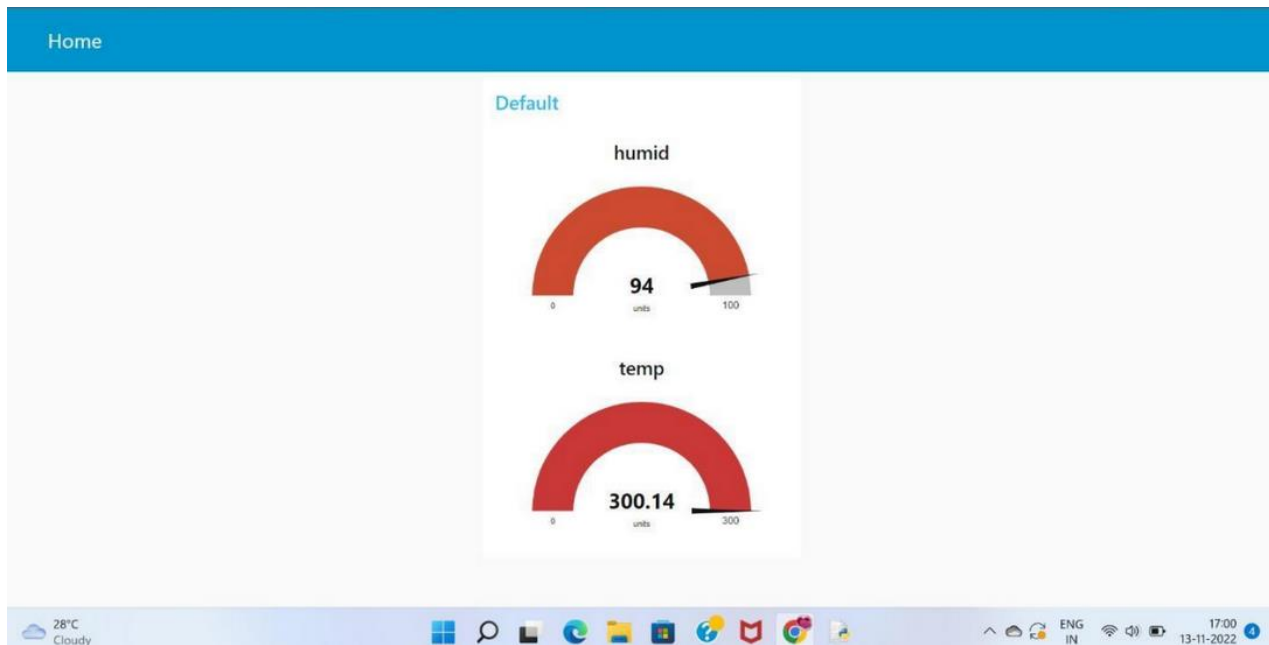 Home
Default
humid
94
units
0
100
temp
300.14
units
0
300
28°C
Cloudy
ENG
IN
17:00
13-11-2022
4